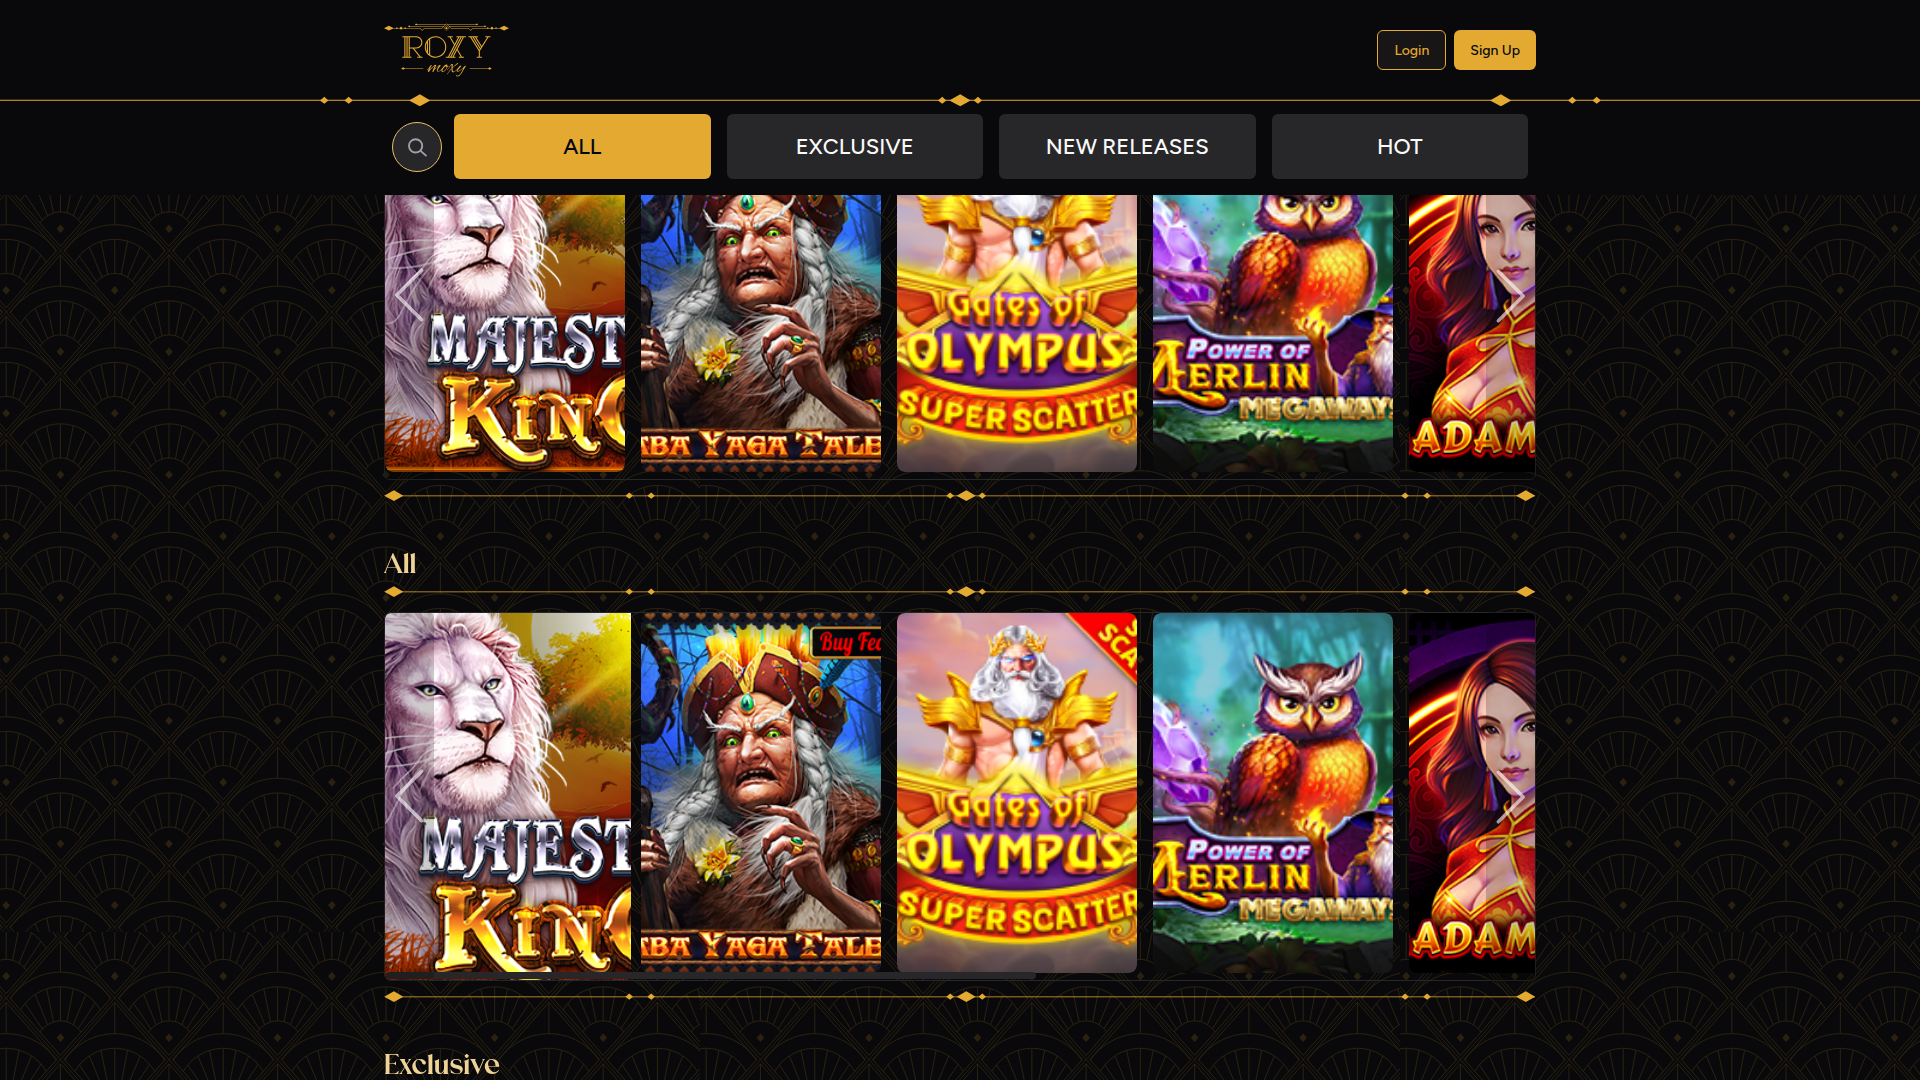 ROXY
moxy
Login
Sign Up
ALL
EXCLUSIVE
NEW RELEASES
HOT
MAJEST
KING
BA YAGA TALE
Gates of
OLYMPUS
SUPER SCATTER
POWER OF
MERLIN
MEGAWAYS
ADAM
All
Buy Fea
SCA
MAJEST
KING
BA YAGA TALE
Gates of
OLYMPUS
SUPER SCATTER
POWER OF
MERLIN
MEGAWAYS
ADAM
Exclusive